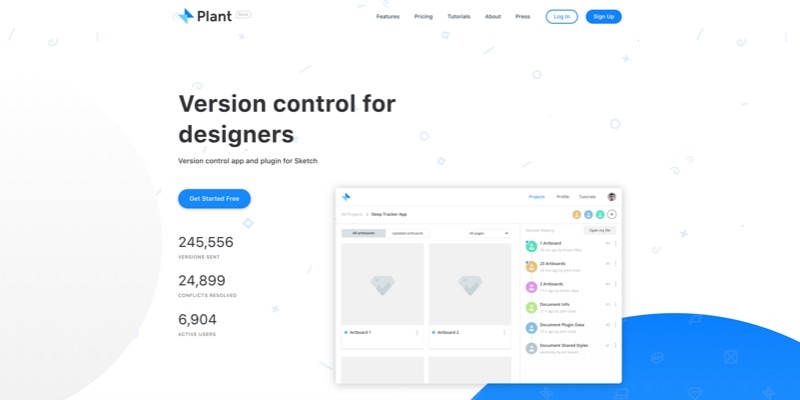 Plant
Beta
Features
Pricing
Tutorials
About
Press
Log In
Sign Up
Version control for
designers
Version control app and plugin for Sketch
Get Started Free
245,556
VERSIONS SENT
24,899
CONFLICTS RESOLVED
6,904
ACTIVE USERS
Projects
Profile
Tutorials
All Projects > Sleep Tracker App
All artboards
Updated artboards
All pages
Artboard 1
Artboard 2
Open my file
1 Artboard
23 Artboards
2 Artboards
Document Info
Document Plugin Data
Document Shared Styles